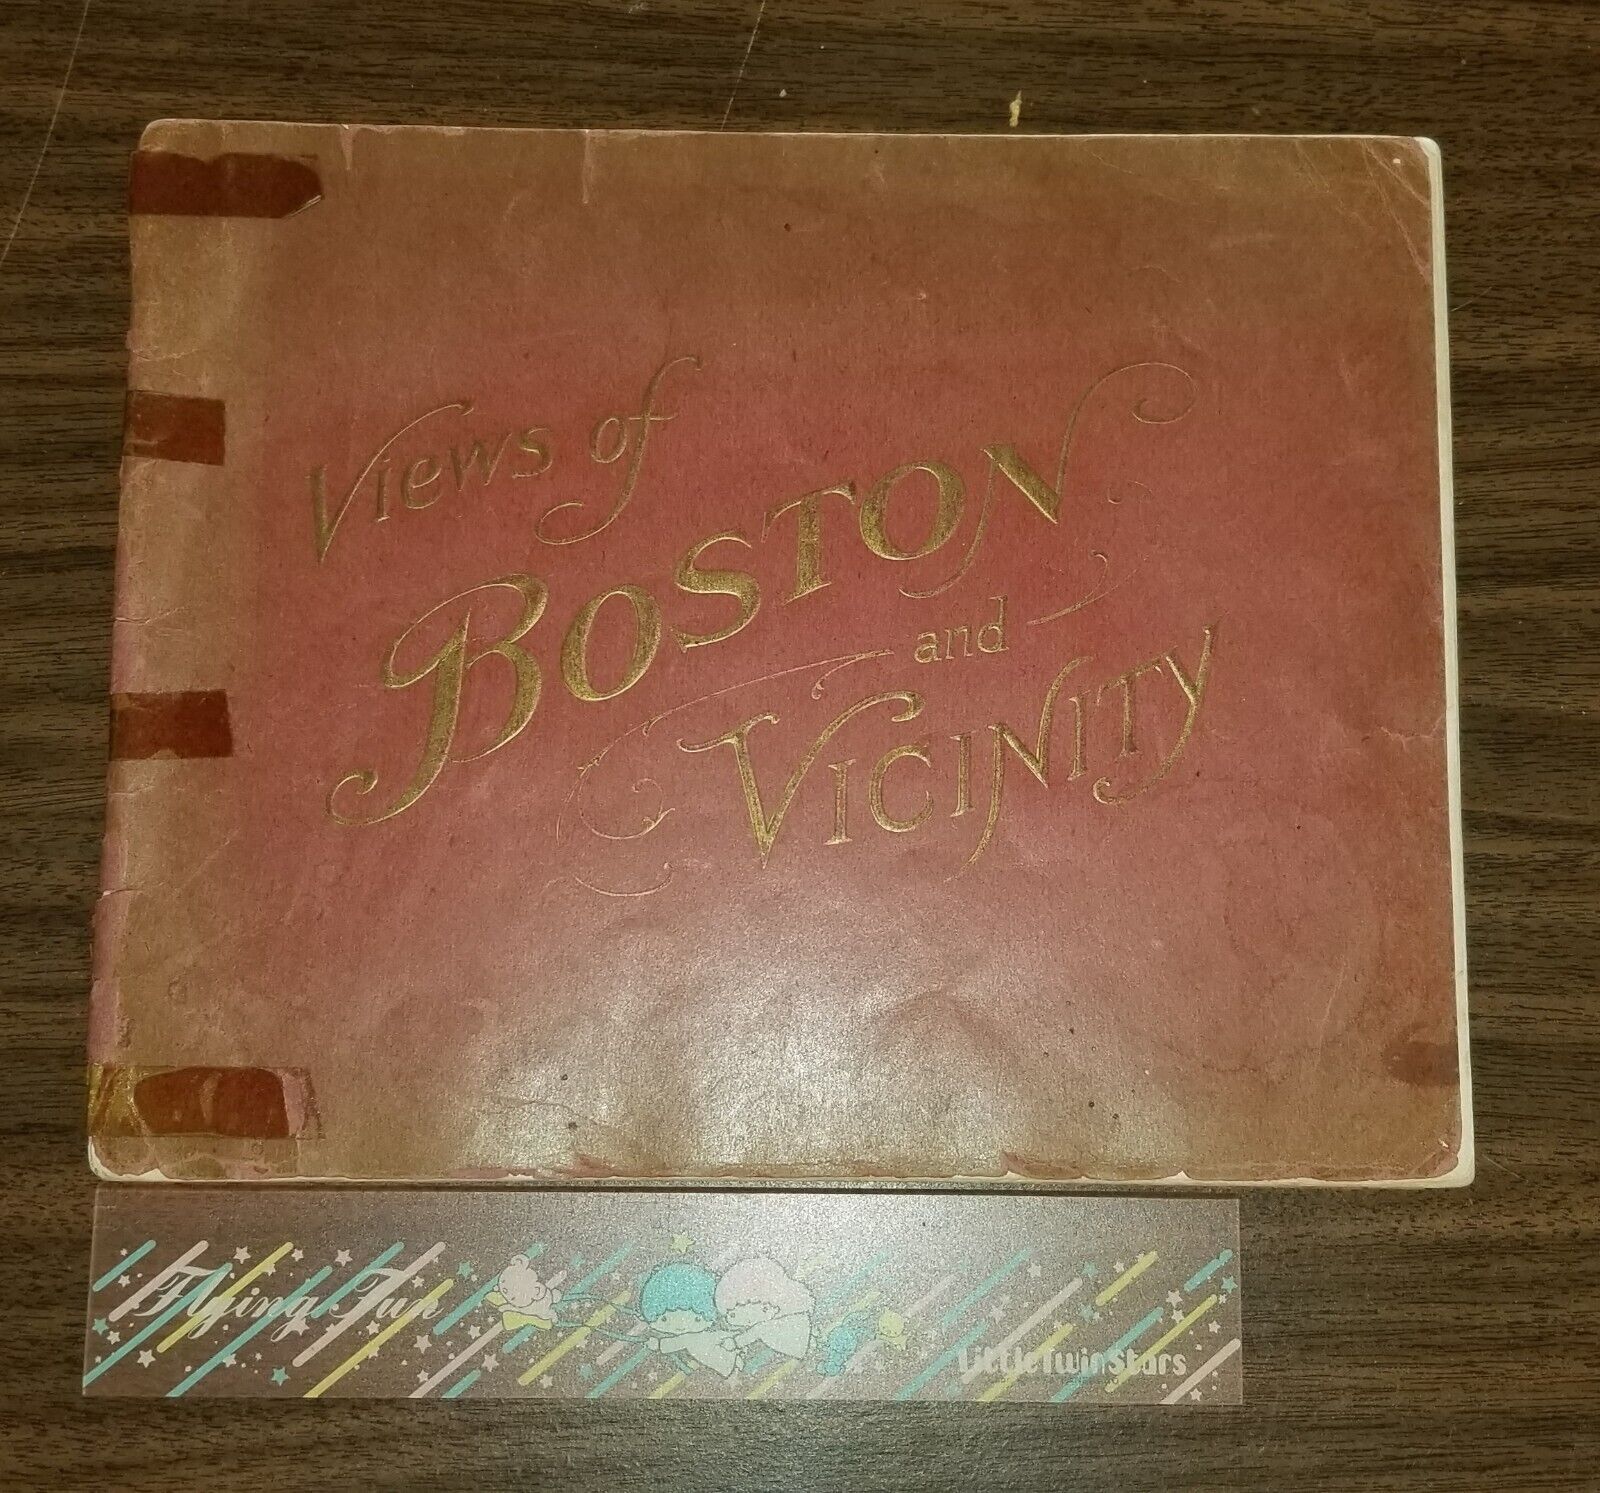 Views of
BOSTON
and
VICINITY
Flying Fun
LittleTwinStars